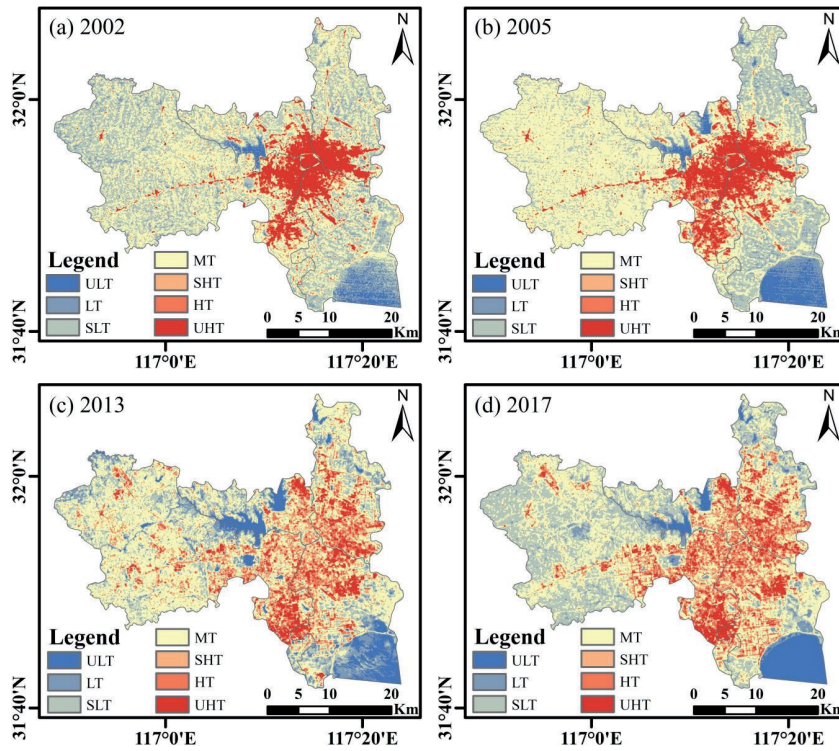 (a) 2002
N
32°0'N
31°40'N
Legend
ULT
LT
SLT
MT
SHT
HT
UHT
0 5 10 20
Km
117°0'E
117°20'E
(b) 2005
N
32°0'N
31°40'N
Legend
ULT
LT
SLT
MT
SHT
HT
UHT
0 5 10 20
Km
117°0'E
117°20'E
(c) 2013
N
32°0'N
31°40'N
Legend
ULT
LT
SLT
MT
SHT
HT
UHT
0 5 10 20
Km
117°0'E
117°20'E
(d) 2017
N
32°0'N
31°40'N
Legend
ULT
LT
SLT
MT
SHT
HT
UHT
0 5 10 20
Km
117°0'E
117°20'E